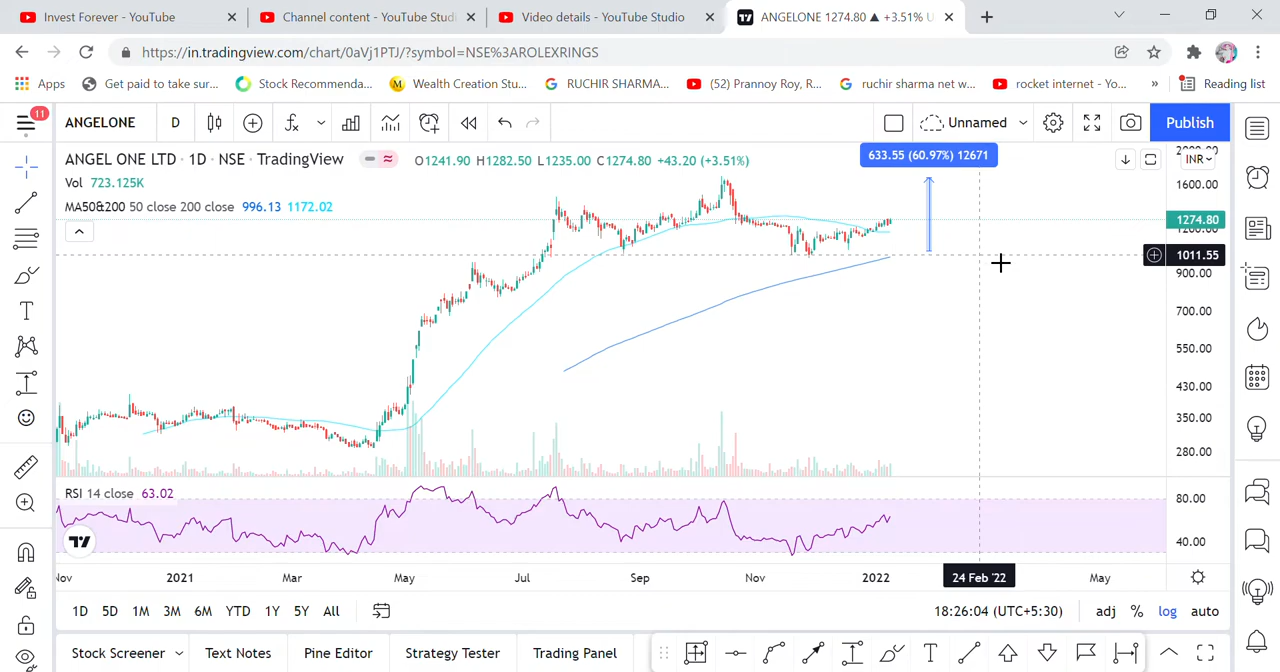 Invest Forever - YouTube
Channel content - YouTube Studi
Video details - YouTube Studio
ANGELONE 1274.80 ▲ +3.51% U
https://in.tradingview.com/chart/0aVj1PTJ/?symbol=NSE%3AROLEXRINGS
Apps
Get paid to take sur...
Stock Recommenda...
Wealth Creation Stu...
RUCHIR SHARMA...
(52) Prannoy Roy, R...
ruchir sharma net w...
rocket internet - Yo...
»
Reading list
11
ANGELONE
D
Unnamed
Publish
ANGEL ONE LTD · 1D · NSE · TradingView
O1241.90 H1282.50 L1235.00 C1274.80 +43.20 (+3.51%)
633.55 (60.97%) 12671
INR
Vol 723.125K
MA50&200 50 close 200 close 996.13 1172.02
2000.00
1600.00
1274.80
1200.00
1011.55
900.00
700.00
550.00
430.00
350.00
280.00
RSI 14 close 63.02
80.00
40.00
Nov
2021
Mar
May
Jul
Sep
Nov
2022
24 Feb '22
May
1D 5D 1M 3M 6M YTD 1Y 5Y All
18:26:04 (UTC+5:30)
adj % log auto
Stock Screener
Text Notes
Pine Editor
Strategy Tester
Trading Panel